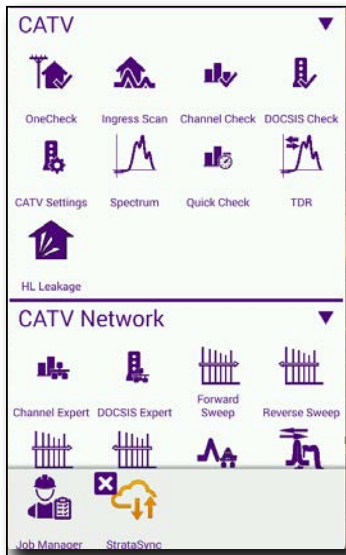 CATV
OneCheck Ingress Scan Channel Check DOCSIS Check
CATV Settings Spectrum Quick Check TDR
HL Leakage
CATV Network
Channel Expert DOCSIS Expert Forward Sweep Reverse Sweep
Job Manager StrataSync